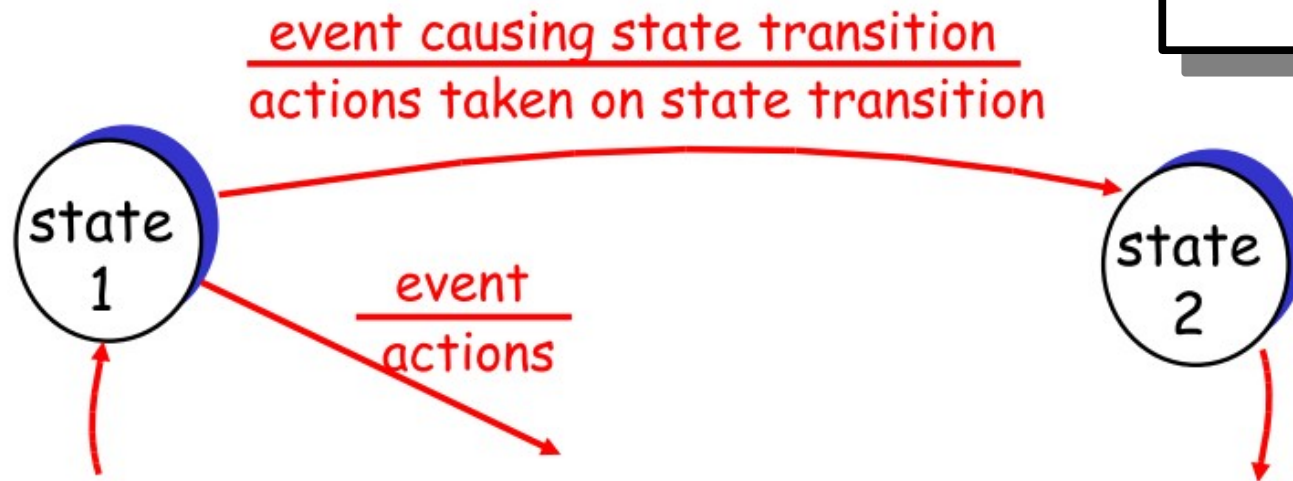 event causing state transition
actions taken on state transition
state
1
event
actions
state
2